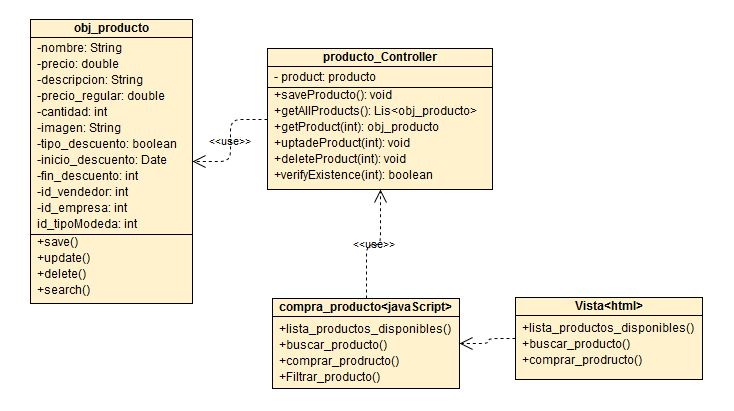 obj_producto
-nombre: String
-precio: double
-descripcion: String
-precio_regular: double
-cantidad: int
-imagen: String
-tipo_descuento: boolean
-inicio_descuento: Date
-fin_descuento: int
-id_vendedor: int
-id_empresa: int
id_tipoModeda: int
+save()
+update()
+delete()
+search()
<<use>>
producto_Controller
- product: producto
+saveProducto(): void
+getAllProducts(): Lis<obj_producto>
+getProduct(int): obj_producto
+uptadeProduct(int): void
+deleteProduct(int): void
+verifyExistence(int): boolean
<<use>>
compra_producto<javaScript>
+lista_productos_disponibles()
+buscar_producto()
+comprar_prodructo()
+Filtrar_producto()
Vista<html>
+lista_productos_disponibles()
+buscar_producto()
+comprar_prodructo()